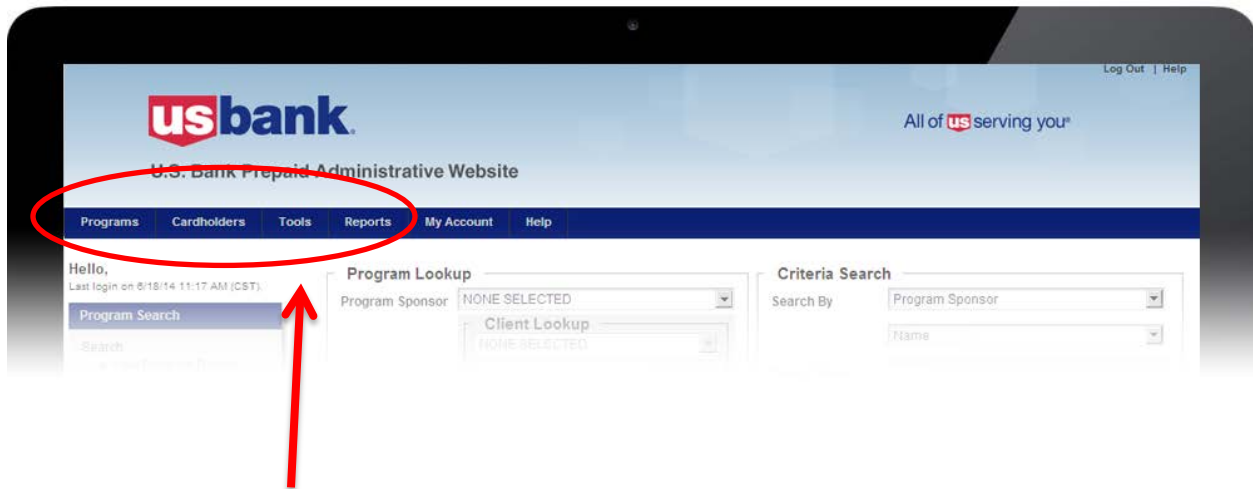 Log Out | Help
usbank.
All of us serving you®
U.S. Bank Prepaid Administrative Website
Programs Cardholders Tools Reports My Account Help
Hello,
Last login on 6/18/14 11:17 AM (CST).
Program Search
Search
Program Lookup
Program Sponsor NONE SELECTED
Client Lookup
NONE SELECTED
Criteria Search
Search By Program Sponsor
Name